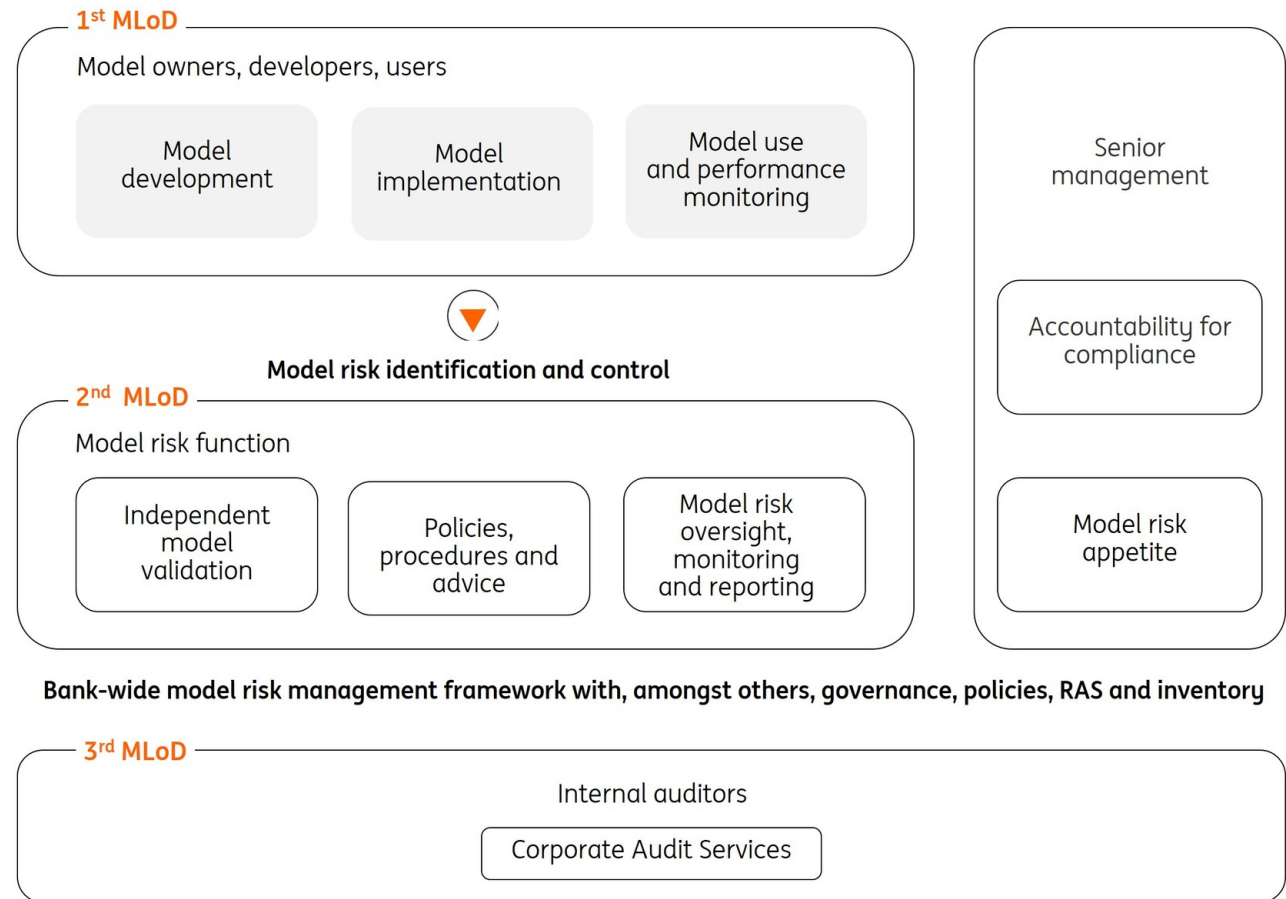 1st MLoD
Model owners, developers, users
Model
development
Model
implementation
Model use
and performance
monitoring
Senior
management
Accountability for
compliance
Model risk
appetite
Model risk identification and control
2nd MLoD
Model risk function
Independent
model
validation
Policies,
procedures and
advice
Model risk
oversight,
monitoring
and reporting
Bank-wide model risk management framework with, amongst others, governance, policies, RAS and inventory
3rd MLoD
Internal auditors
Corporate Audit Services